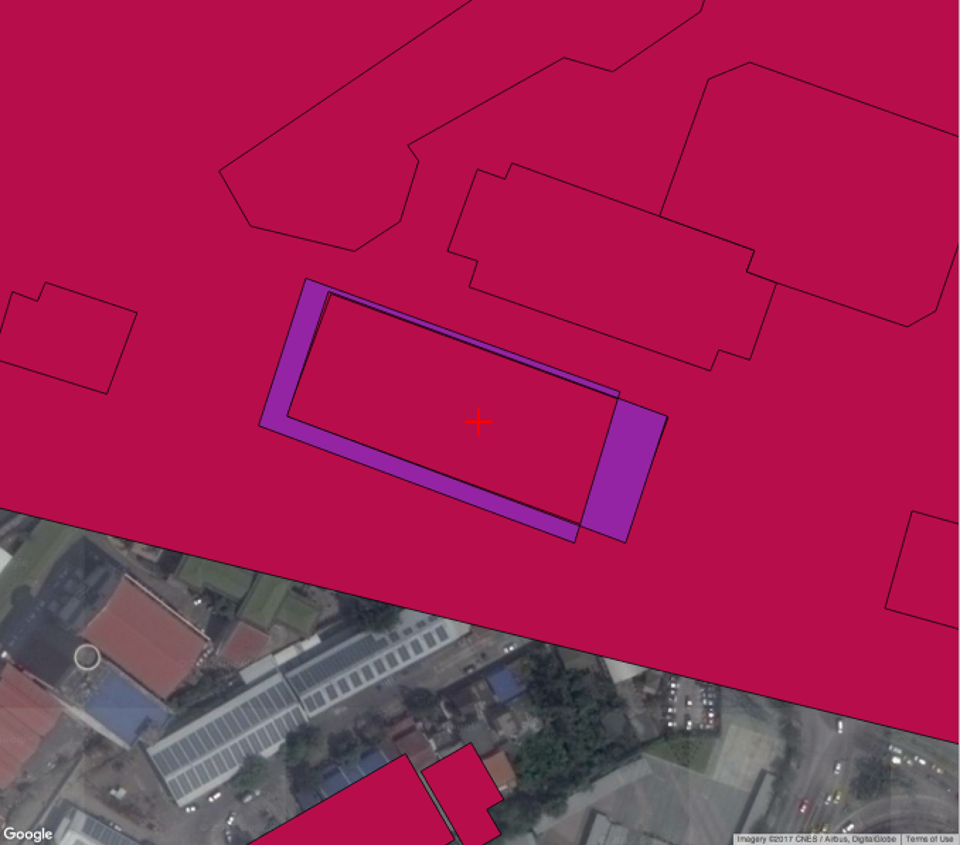 Google
Imagery ©2017 CNES / Airbus, DigitalGlobe
Terms of Use